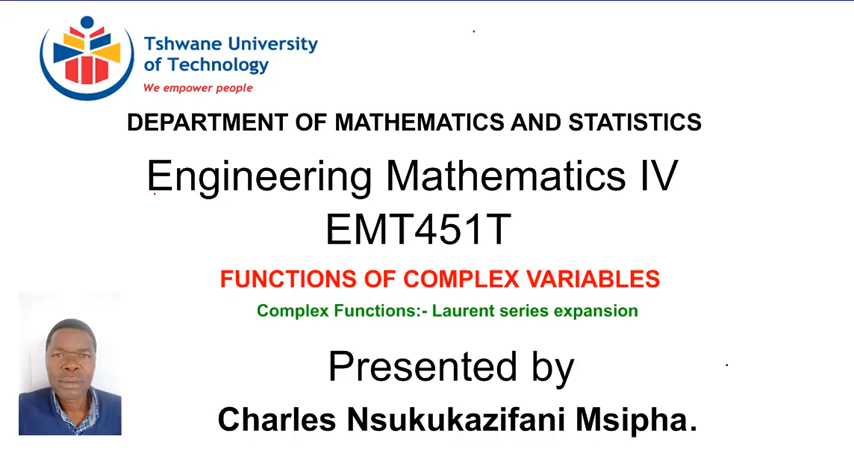 Tshwane University
of Technology
We empower people
DEPARTMENT OF MATHEMATICS AND STATISTICS
Engineering Mathematics IV
EMT451T
FUNCTIONS OF COMPLEX VARIABLES
Complex Functions:- Laurent series expansion
Presented by
Charles Nsukukazifani Msipha.